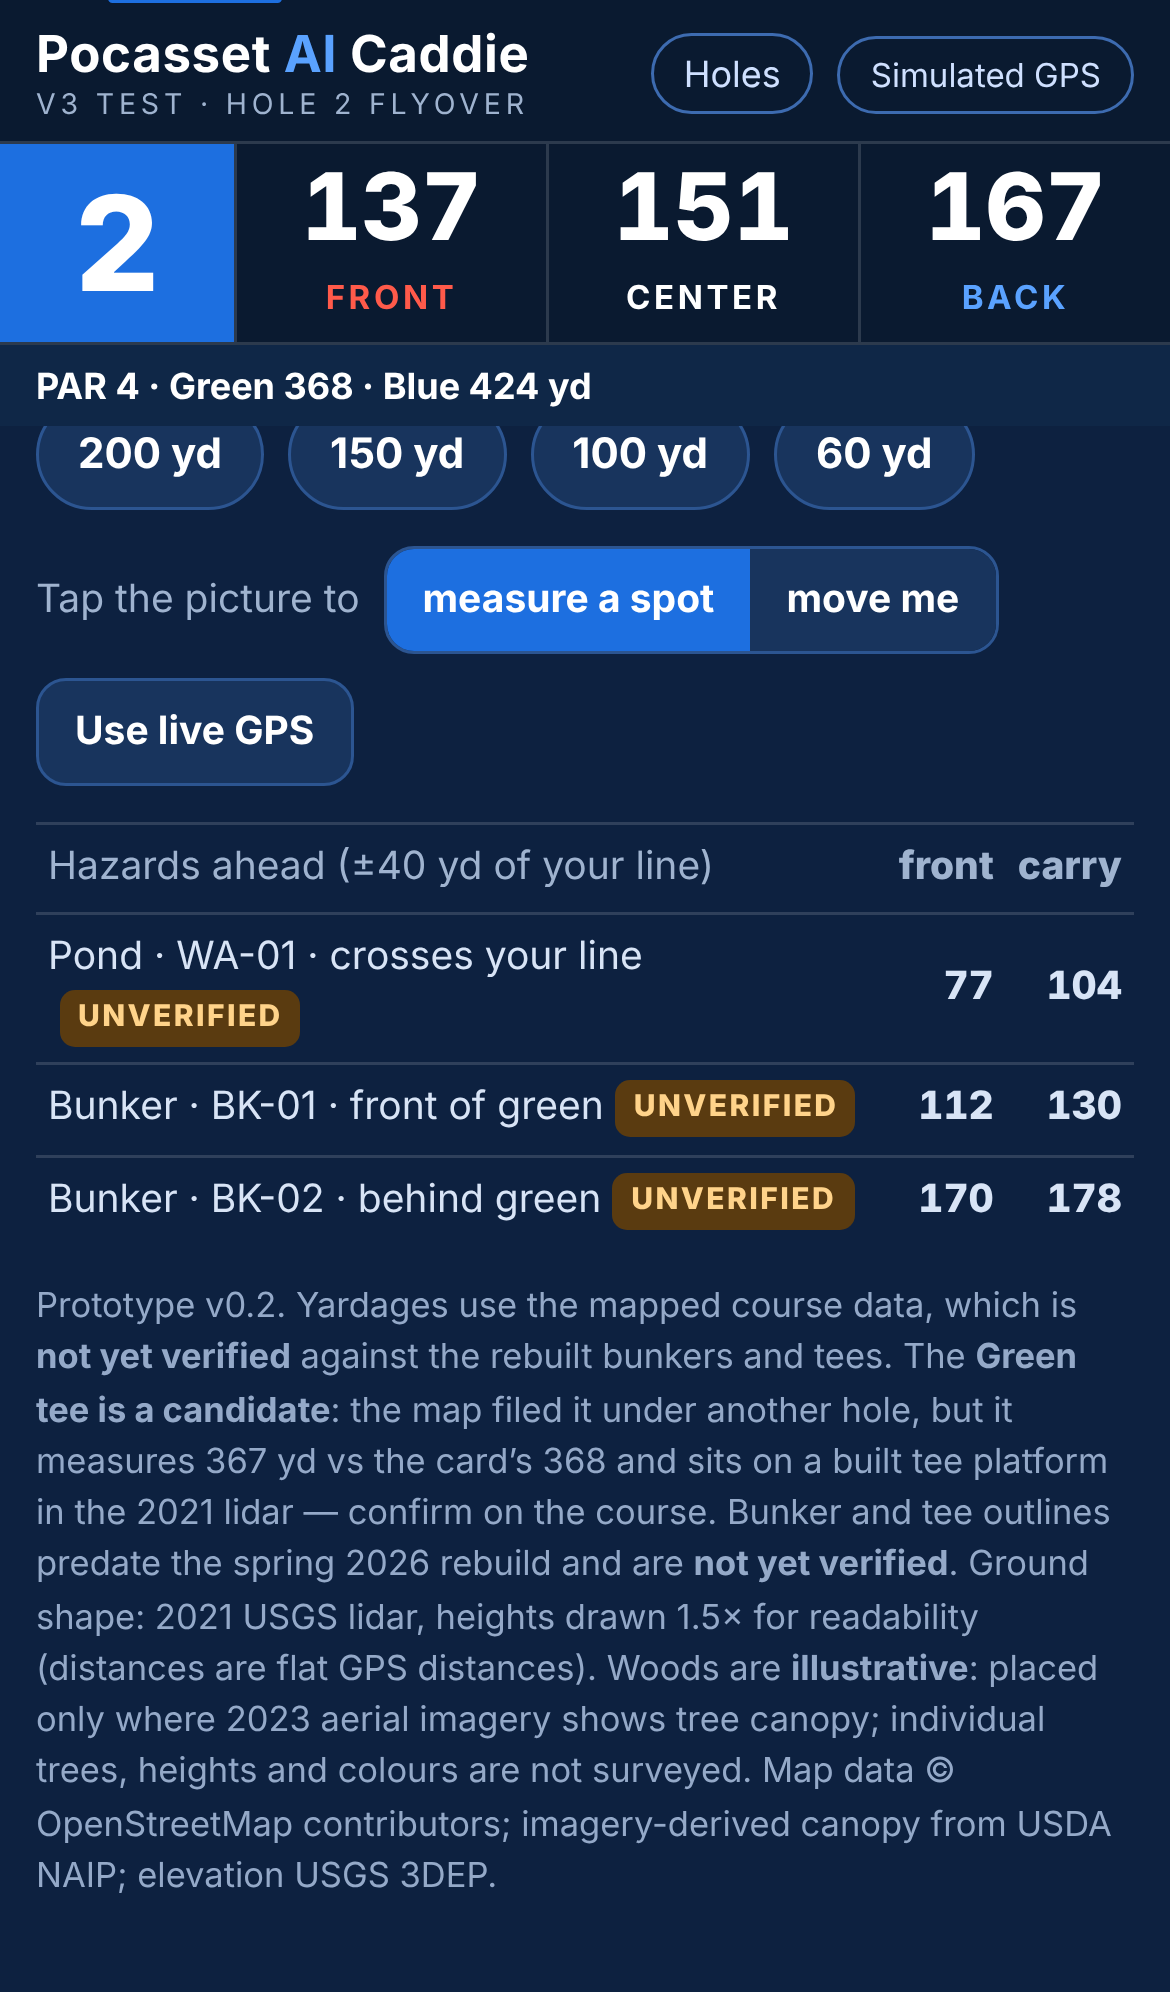 Pocasset AI Caddie
V3 TEST · HOLE 2 FLYOVER
Holes
Simulated GPS
2
137
FRONT
151
CENTER
167
BACK
PAR 4 · Green 368 · Blue 424 yd
200 yd
150 yd
100 yd
60 yd
Tap the picture to
measure a spot
move me
Use live GPS
Hazards ahead (±40 yd of your line) front carry
Pond · WA-01 · crosses your line
UNVERIFIED
77 104
Bunker · BK-01 · front of green UNVERIFIED 112 130
Bunker · BK-02 · behind green UNVERIFIED 170 178
Prototype v0.2. Yardages use the mapped course data, which is
not yet verified against the rebuilt bunkers and tees. The Green
tee is a candidate: the map filed it under another hole, but it
measures 367 yd vs the card’s 368 and sits on a built tee platform
in the 2021 lidar — confirm on the course. Bunker and tee outlines
predate the spring 2026 rebuild and are not yet verified. Ground
shape: 2021 USGS lidar, heights drawn 1.5× for readability
(distances are flat GPS distances). Woods are illustrative: placed
only where 2023 aerial imagery shows tree canopy; individual
trees, heights and colours are not surveyed. Map data ©
OpenStreetMap contributors; imagery-derived canopy from USDA
NAIP; elevation USGS 3DEP.